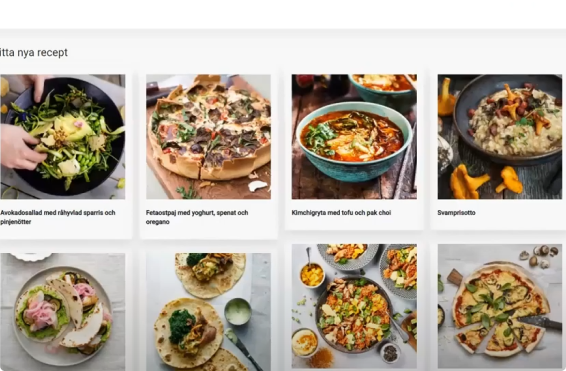 itta nya recept
Avokadosallad med råhyvlad sparris och
pinjenötter
Fetaostpaj med yoghurt, spenat och
oregano
Kimchigryta med tofu och pak choi
Svamprisotto